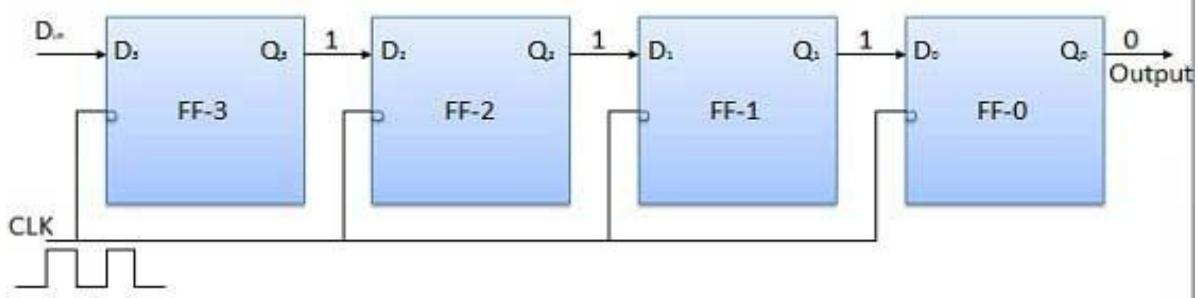 Dᵢₙ D₃ Q₃ 1 D₂ Q₂ 1 D₁ Q₁ 1 D₀ Q₀ 0
Output
FF-3 FF-2 FF-1 FF-0
CLK